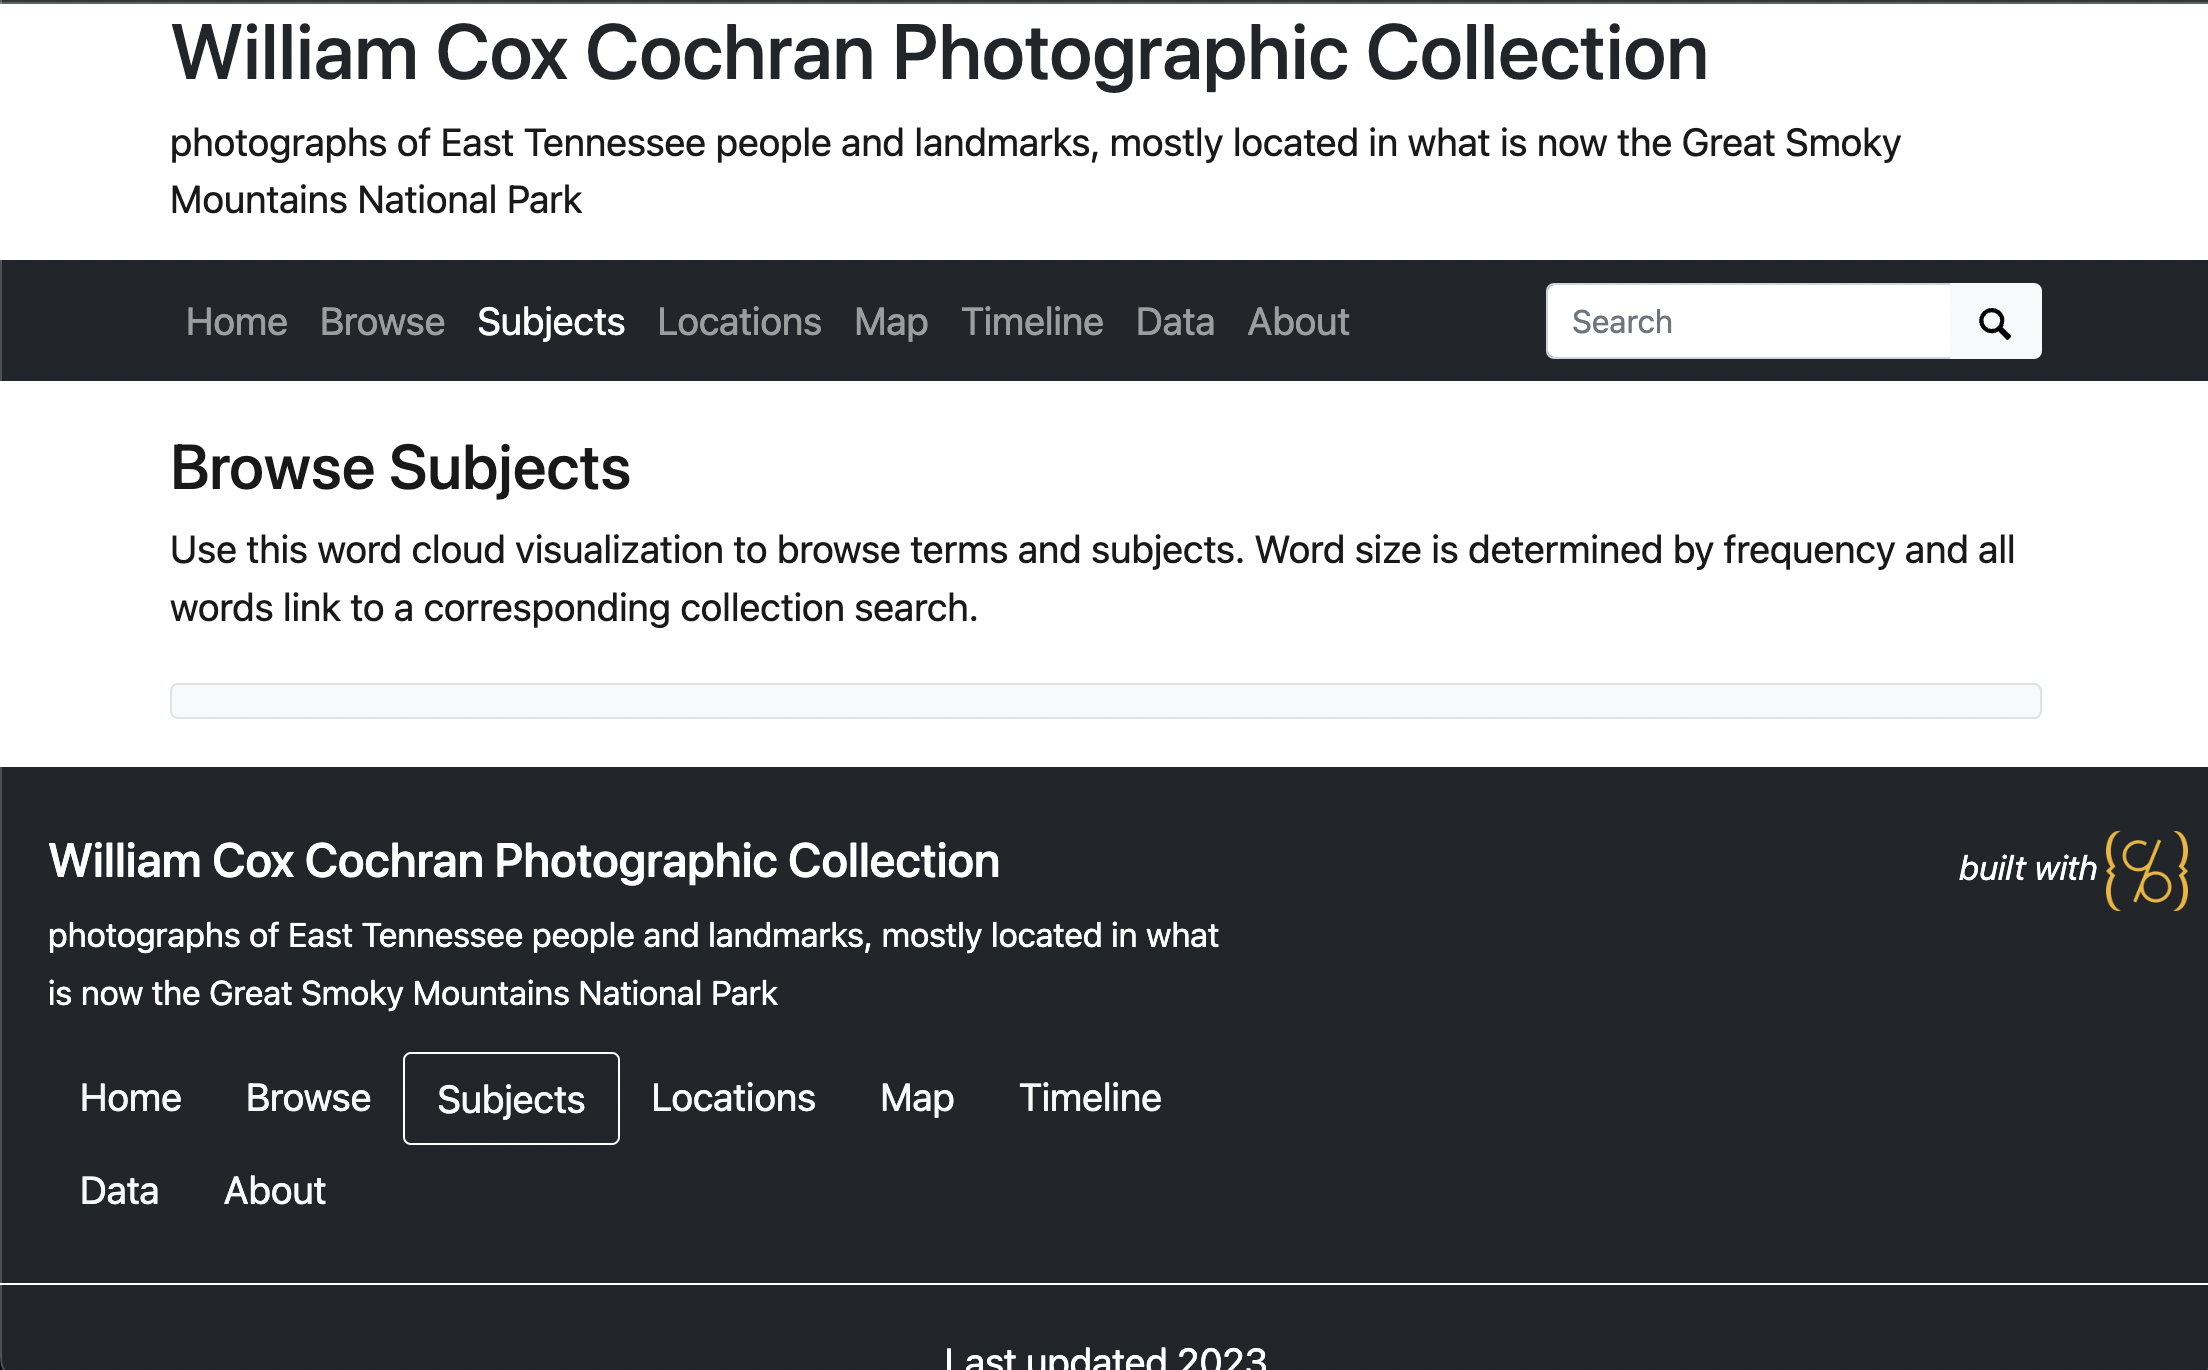 William Cox Cochran Photographic Collection
photographs of East Tennessee people and landmarks, mostly located in what is now the Great Smoky
Mountains National Park
Home Browse Subjects Locations Map Timeline Data About Search
Browse Subjects
Use this word cloud visualization to browse terms and subjects. Word size is determined by frequency and all
words link to a corresponding collection search.
William Cox Cochran Photographic Collection
built with
photographs of East Tennessee people and landmarks, mostly located in what
is now the Great Smoky Mountains National Park
Home Browse Subjects Locations Map Timeline
Data About
Last updated 2023